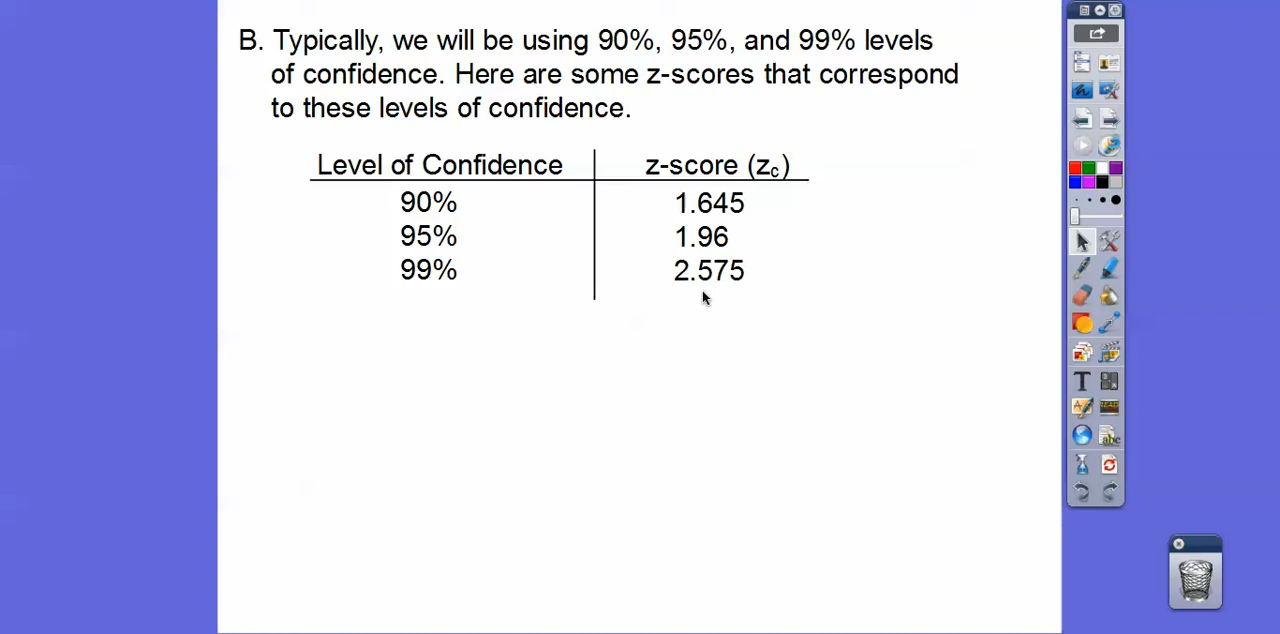 B. Typically, we will be using 90%, 95%, and 99% levels
of confidence. Here are some z-scores that correspond
to these levels of confidence.
Level of Confidence z-score (zc)
90% 1.645
95% 1.96
99% 2.575